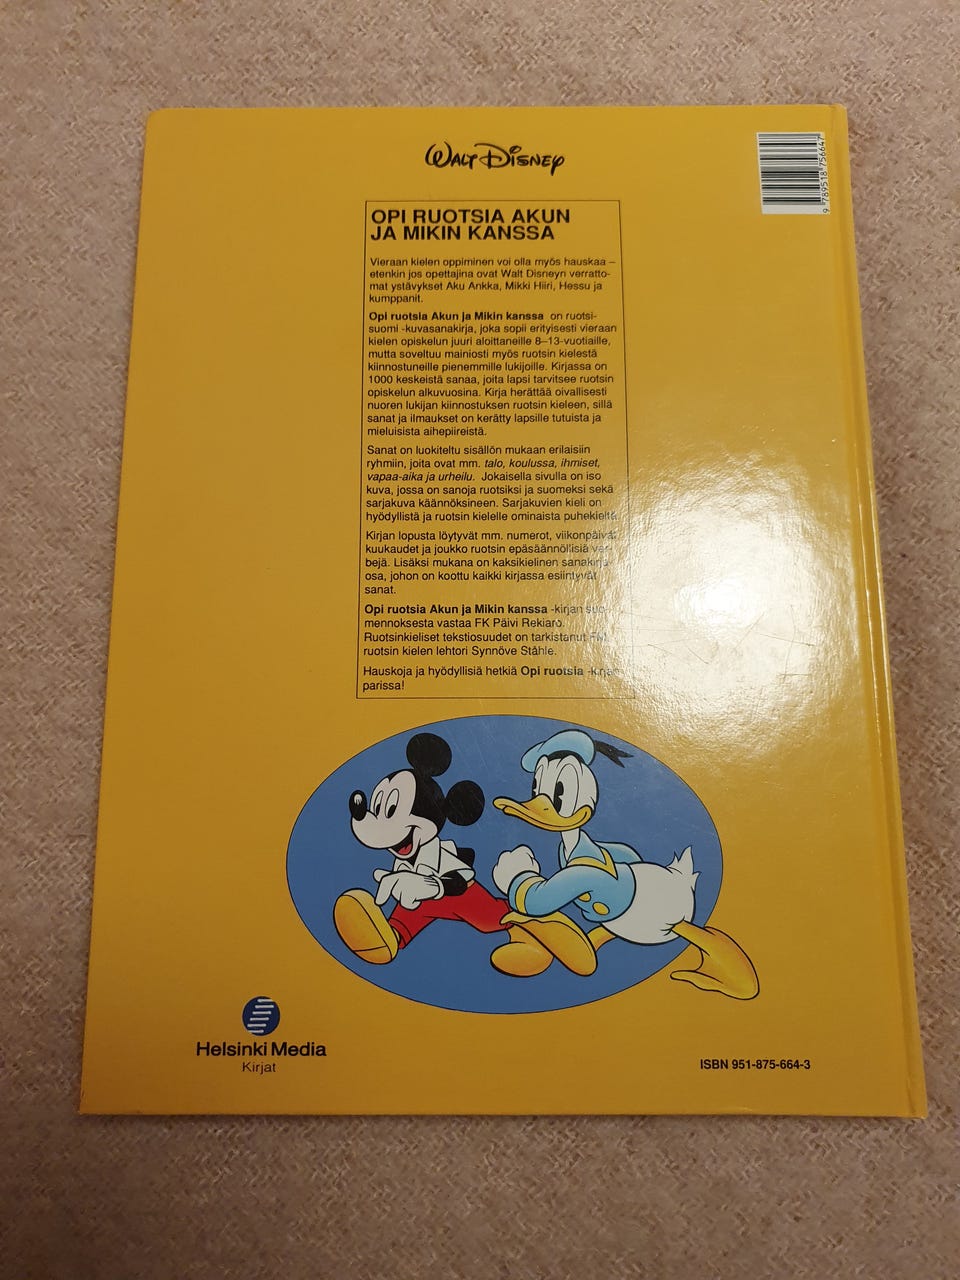 WALT DISNEY
9 789518 756647
OPI RUOTSIA AKUN
JA MIKIN KANSSA
Vieraan kielen oppiminen voi olla myös hauskaa –
etenkin jos opettajina ovat Walt Disneyn verratto-
mat ystävykset Aku Ankka, Mikki Hiiri, Hessu ja
kumppanit.
Opi ruotsia Akun ja Mikin kanssa on ruotsi-
suomi -kuvasanakirja, joka sopii erityisesti vieraan
kielen opiskelun juuri aloittaneille 8–13-vuotiaille,
mutta soveltuu mainiosti myös ruotsin kielestä
kiinnostuneille pienemmille lukijoille. Kirjassa on
1000 keskeistä sanaa, joita lapsi tarvitsee ruotsin
opiskelun alkuvuosina. Kirja herättää oivallisesti
nuoren lukijan kiinnostuksen ruotsin kieleen, sillä
sanat ja ilmaukset on kerätty lapsille tutuista ja
mieluisista aihepiireistä.
Sanat on luokiteltu sisällön mukaan erilaisiin
ryhmiin, joita ovat mm. talo, koulussa, ihmiset,
vapaa-aika ja urheilu. Jokaisella sivulla on iso
kuva, jossa on sanoja ruotsiksi ja suomeksi sekä
sarjakuva käännöksineen. Sarjakuvien kieli on
hyödyllistä ja ruotsin kielelle ominaista puhekieltä.
Kirjan lopusta löytyvät mm. numerot, viikonpäivät,
kuukaudet ja joukko ruotsin epäsäännöllisiä ver-
bejä. Lisäksi mukana on kaksikielinen sanakirja-
osa, johon on koottu kaikki kirjassa esiintyvät
sanat.
Opi ruotsia Akun ja Mikin kanssa -kirjan suo-
mennoksesta vastaa FK Päivi Rekiaro.
Ruotsinkieliset tekstiosuudet on tarkistanut FM,
ruotsin kielen lehtori Synnöve Ståhle.
Hauskoja ja hyödyllisiä hetkiä Opi ruotsia -kirjan
parissa!
Helsinki Media
Kirjat
ISBN 951-875-664-3